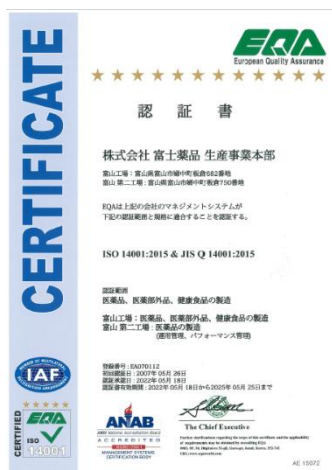 CERTIFICATE
EQA
European Quality Assurance
認証書
株式会社 富士薬品 生産事業本部
富山工場：富山県富山市婦中町板倉682番地
富山 第二工場：富山県富山市婦中町板倉750番地
EQAは上記の会社のマネジメントシステムが
下記の認証範囲と規格に適合することを認証する。
ISO 14001:2015 & JIS Q 14001:2015
認証範囲
医薬品、医薬部外品、健康食品の製造
富山工場：医薬品、医薬部外品、健康食品の製造
富山 第二工場：医薬品の製造
(運用管理、パフォーマンス管理)
登録番号：EAD70112
初回認証日：2007年 05月 26日
認証承認日：2022年 05月 18日
認証書有効期間：2022年 05月 18日から2025年 05月 25日まで
IAF
CERTIFIED
EQA
ISO
14001
ANAB
ACCREDITED
MANAGEMENT SYSTEMS
CERTIFICATION BODY
The Chief Executive
AE 15072